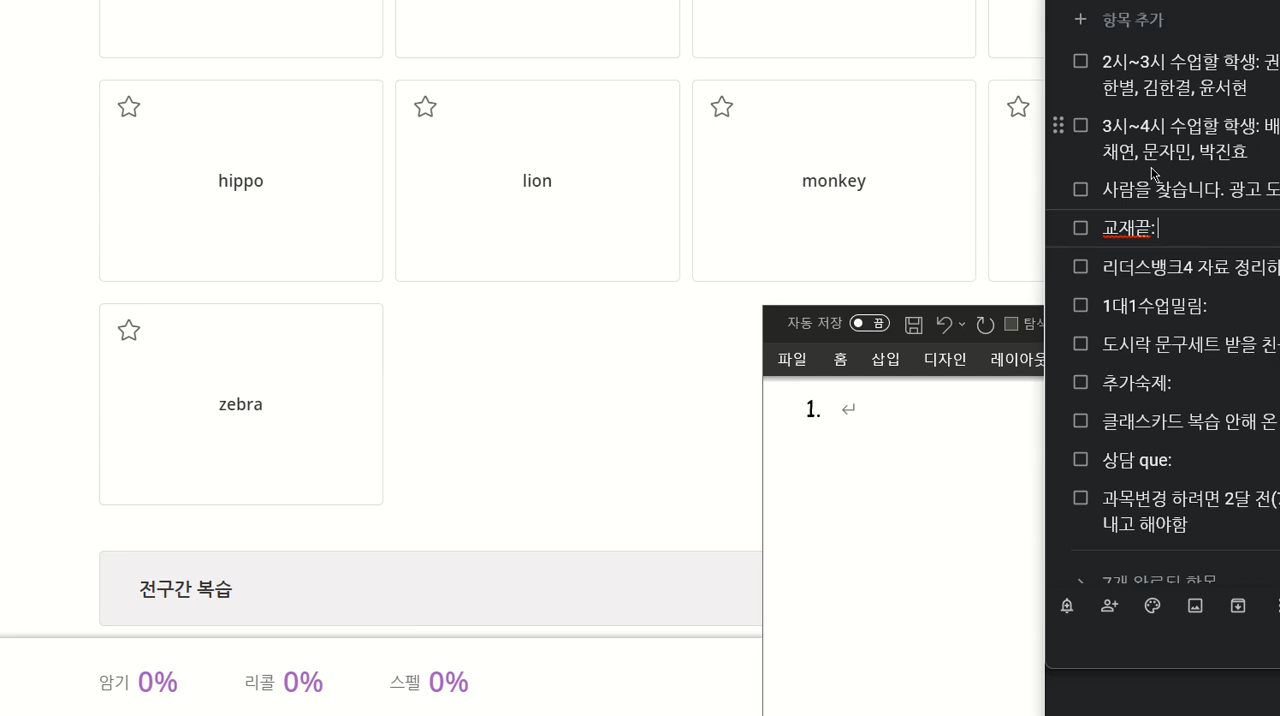 hippo
lion
monkey
zebra
전구간 복습
암기 0%
리콜 0%
스펠 0%
자동 저장 끔
파일 홈 삽입 디자인 레이아웃
1. ↵
+ 항목 추가
2시~3시 수업할 학생: 권
한별, 김한결, 윤서현
3시~4시 수업할 학생: 배
채연, 문자민, 박진효
사람을 찾습니다. 광고 도
교재끝:
리더스뱅크4 자료 정리하
1대1수업밀림:
도시락 문구세트 받을 친
추가숙제:
클래스카드 복습 안해 온
상담 que:
과목변경 하려면 2달 전(
내고 해야함
7개 완료된 항목